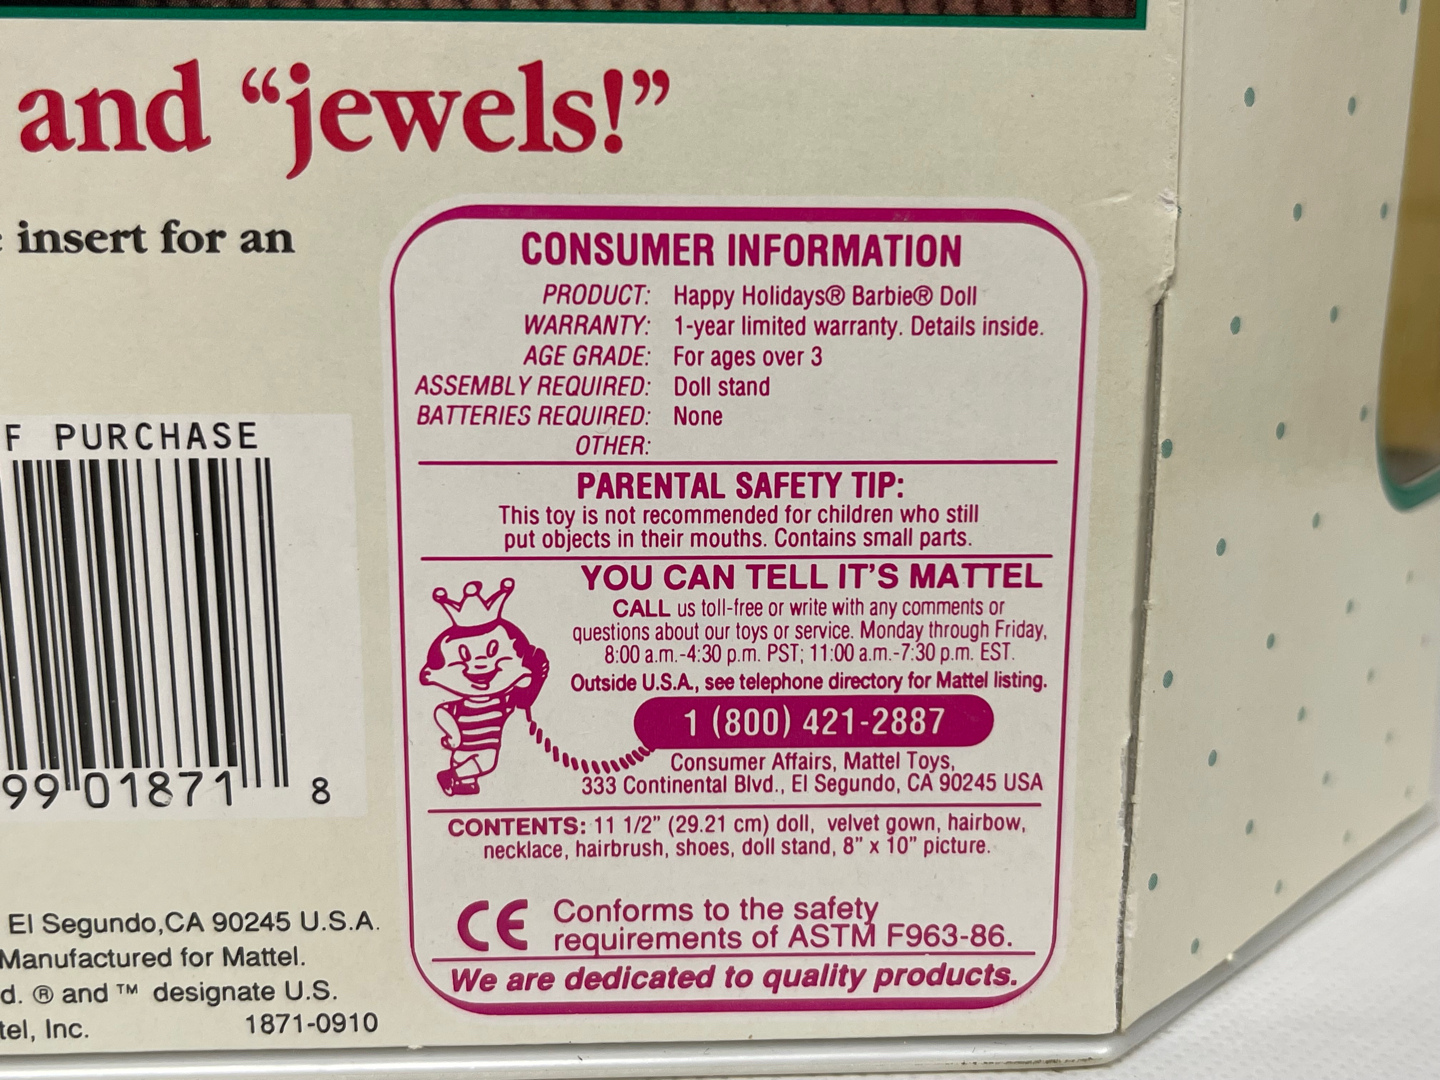 and “jewels!”
insert for an
F PURCHASE
99 01871 8
El Segundo,CA 90245 U.S.A.
Manufactured for Mattel.
d. ® and ™ designate U.S.
tel, Inc.
1871-0910
CONSUMER INFORMATION
PRODUCT: Happy Holidays® Barbie® Doll
WARRANTY: 1-year limited warranty. Details inside.
AGE GRADE: For ages over 3
ASSEMBLY REQUIRED: Doll stand
BATTERIES REQUIRED: None
OTHER:
PARENTAL SAFETY TIP:
This toy is not recommended for children who still
put objects in their mouths. Contains small parts.
YOU CAN TELL IT'S MATTEL
CALL us toll-free or write with any comments or
questions about our toys or service. Monday through Friday,
8:00 a.m.-4:30 p.m. PST; 11:00 a.m.-7:30 p.m. EST.
Outside U.S.A., see telephone directory for Mattel listing.
1 (800) 421-2887
Consumer Affairs, Mattel Toys,
333 Continental Blvd., El Segundo, CA 90245 USA
CONTENTS: 11 1/2” (29.21 cm) doll, velvet gown, hairbow,
necklace, hairbrush, shoes, doll stand, 8” x 10” picture.
CE Conforms to the safety
requirements of ASTM F963-86.
We are dedicated to quality products.